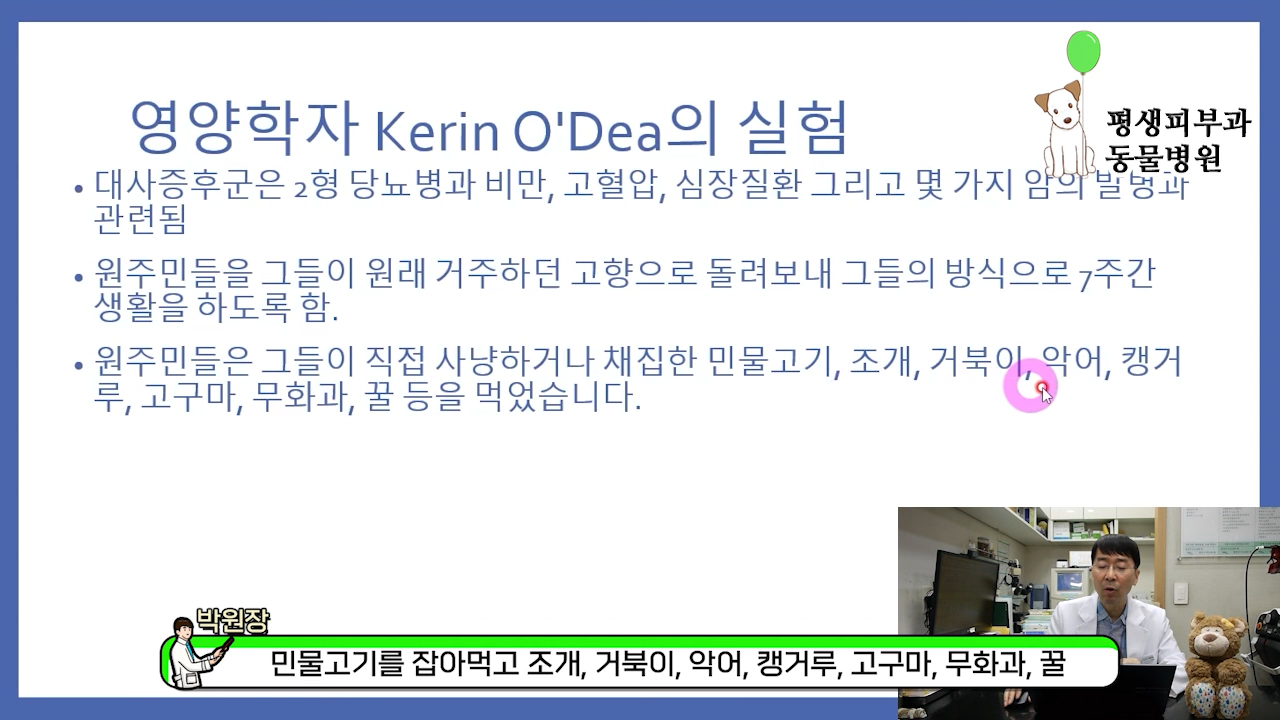 영양학자 Kerin O'Dea의 실험
평생피부과
동물병원
• 대사증후군은 2형 당뇨병과 비만, 고혈압, 심장질환 그리고 몇 가지 암의 발병과
관련됨
• 원주민들을 그들이 원래 거주하던 고향으로 돌려보내 그들의 방식으로 7주간
생활을 하도록 함.
• 원주민들은 그들이 직접 사냥하거나 채집한 민물고기, 조개, 거북이, 악어, 캥거
루, 고구마, 무화과, 꿀 등을 먹었습니다.
박원장
민물고기를 잡아먹고 조개, 거북이, 악어, 캥거루, 고구마, 무화과, 꿀